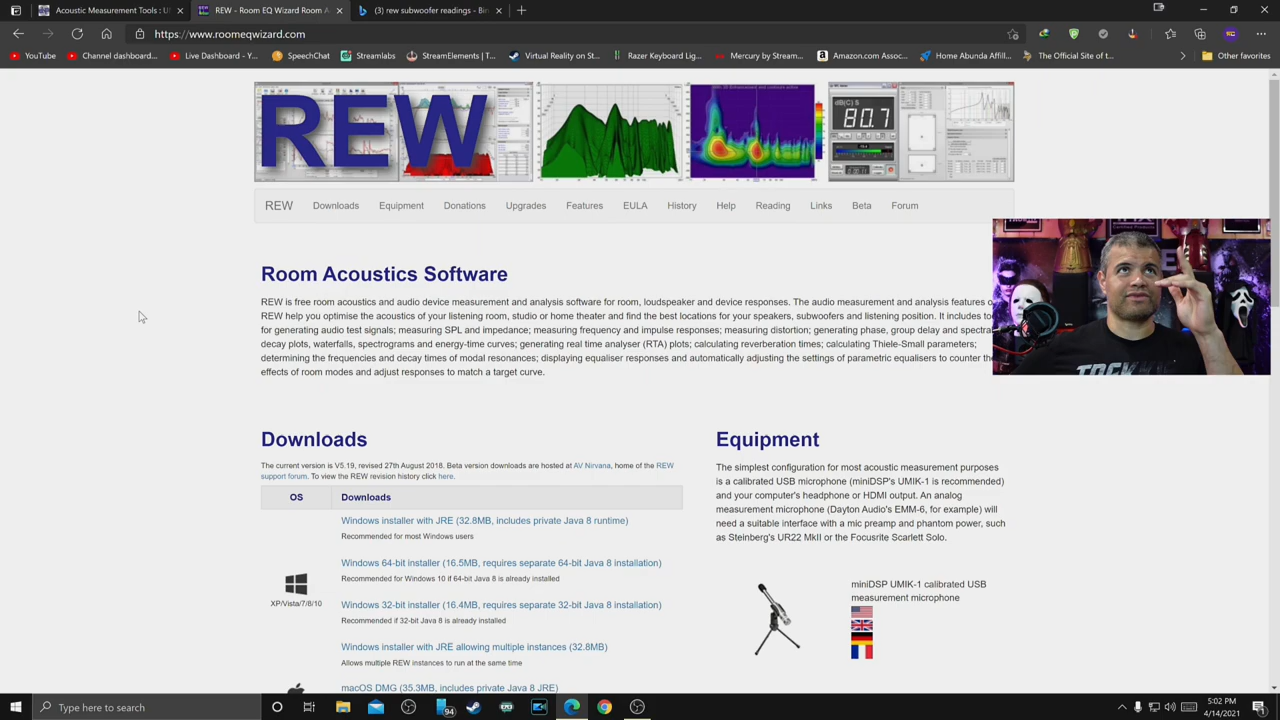 Acoustic Measurement Tools : U
REW - Room EQ Wizard Room A
https://www.roomeqwizard.com
YouTube
Channel dashboard...
Live Dashboard - Yo...
SpeechChat
Streamlabs
StreamElements | T...
Virtual Reality on St...
Razer Keyboard Lig...
Mercury by Stream...
Amazon.com Assoc...
Home Abunda Affill...
The Official Site of t...
Other favorites
REW
dB(C) S
80.7
REW
Downloads
Equipment
Donations
Upgrades
Features
EULA
History
Help
Reading
Links
Beta
Forum
Room Acoustics Software
REW is free room acoustics and audio device measurement and analysis software for room, loudspeaker and device responses. The audio measurement and analysis features o
REW help you optimise the acoustics of your listening room, studio or home theater and find the best locations for your speakers, subwoofers and listening position. It includes to
for generating audio test signals; measuring SPL and impedance; measuring frequency and impulse responses; measuring distortion; generating phase, group delay and spectral
decay plots, waterfalls, spectrograms and energy-time curves; generating real time analyser (RTA) plots; calculating reverberation times; calculating Thiele-Small parameters;
determining the frequencies and decay times of modal resonances; displaying equaliser responses and automatically adjusting the settings of parametric equalisers to counter the
effects of room modes and adjust responses to match a target curve.
Downloads
The current version is V5.19, revised 27th August 2018. Beta version downloads are hosted at AV Nirvana, home of the REW
support forum. To view the REW revision history click here.
OS
Downloads
Windows installer with JRE (32.8MB, includes private Java 8 runtime)
Recommended for most Windows users
Windows 64-bit installer (16.5MB, requires separate 64-bit Java 8 installation)
Recommended for Windows 10 if 64-bit Java 8 is already installed
XP/Vista/7/8/10
Windows 32-bit installer (16.4MB, requires separate 32-bit Java 8 installation)
Recommended if 32-bit Java 8 is already installed
Windows installer with JRE allowing multiple instances (32.8MB)
Allows multiple REW instances to run at the same time
macOS DMG (35.3MB, includes private Java 8 JRE)
Equipment
The simplest configuration for most acoustic measurement purposes
is a calibrated USB microphone (miniDSP's UMIK-1 is recommended)
and your computer's headphone or HDMI output. An analog
measurement microphone (Dayton Audio's EMM-6, for example) will
need a suitable interface with a mic preamp and phantom power, such
as Steinberg's UR22 MkII or the Focusrite Scarlett Solo.
miniDSP UMIK-1 calibrated USB
measurement microphone
Type here to search
94
5:02 PM
4/14/2021